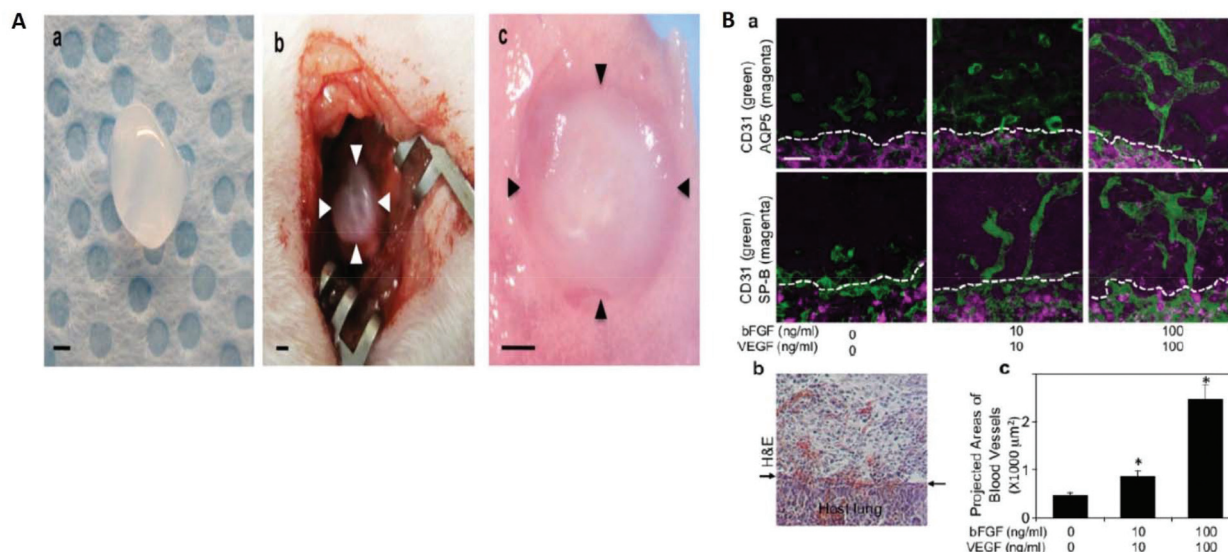 A
a
b
c
B
a
CD31 (green)
AQP5 (magenta)
CD31 (green)
SP-B (magenta)
bFGF (ng/ml) 0 10 100
VEGF (ng/ml) 0 10 100
b
H&E
Host lung
c
Projected Areas of
Blood Vessels
(X1000 µm²)
2
1
0
*
*
bFGF (ng/ml) 0 10 100
VEGF (ng/ml) 0 10 100